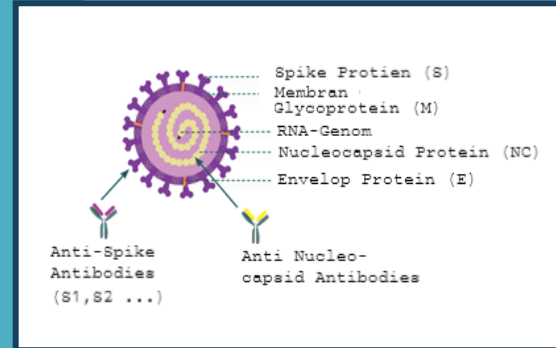 Spike Protien (S)
Membran
Glycoprotein (M)
RNA-Genom
Nucleocapsid Protein (NC)
Envelop Protein (E)
Anti-Spike
Antibodies
(S1,S2 ...)
Anti Nucleo-
capsid Antibodies